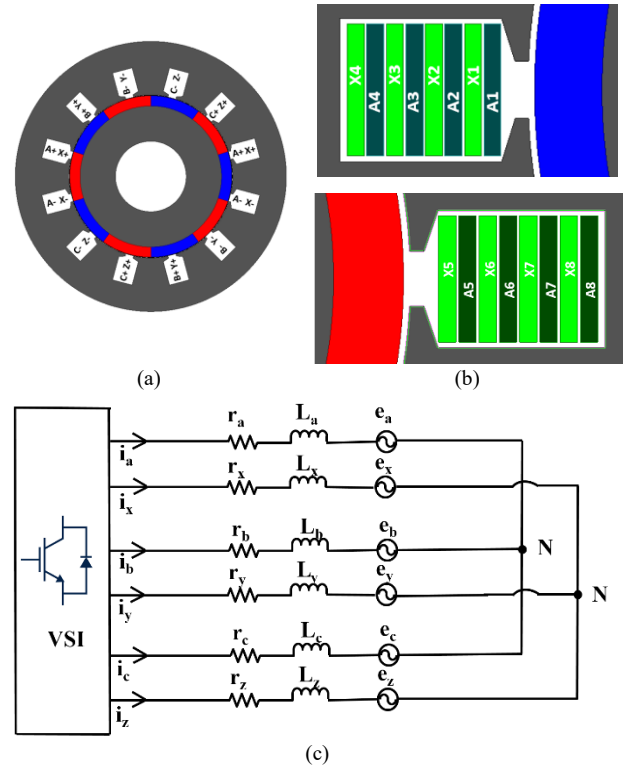 B- Y-
C- Z-
B+ Y+
C+ Z+
A+ X+
A+ X+
A- X-
A- X-
C- Z-
B- Y-
C+ Z+
B+ Y+
X4 A4 X3 A3 X2 A2 X1 A1
X5 A5 X6 A6 X7 A7 X8 A8
(a)
(b)
r_a L_a e_a
i_a
r_x L_x e_x
i_x
r_b L_b e_b
i_b N
r_y L_y e_y
i_y N
VSI
r_c L_c e_c
i_c
r_z L_z e_z
i_z
(c)